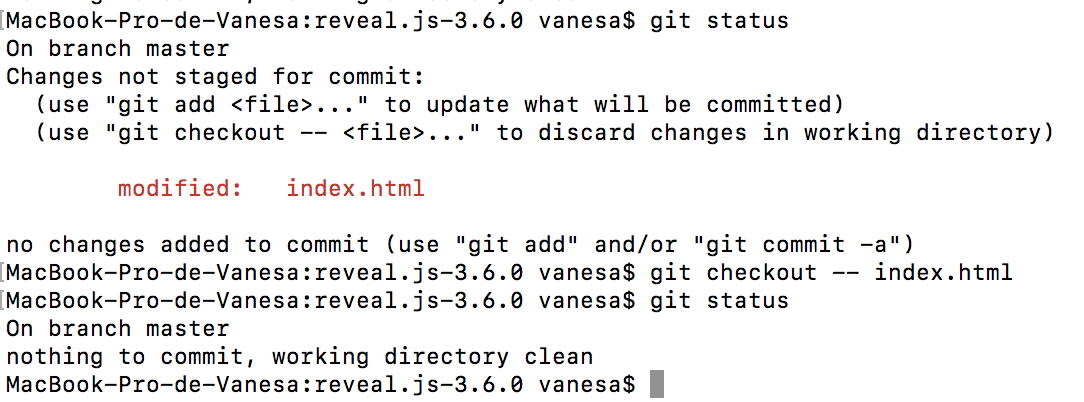 MacBook-Pro-de-Vanesa:reveal.js-3.6.0 vanesa$ git status
On branch master
Changes not staged for commit:
  (use "git add <file>..." to update what will be committed)
  (use "git checkout -- <file>..." to discard changes in working directory)
modified:   index.html
no changes added to commit (use "git add" and/or "git commit -a")
MacBook-Pro-de-Vanesa:reveal.js-3.6.0 vanesa$ git checkout -- index.html
MacBook-Pro-de-Vanesa:reveal.js-3.6.0 vanesa$ git status
On branch master
nothing to commit, working directory clean
MacBook-Pro-de-Vanesa:reveal.js-3.6.0 vanesa$